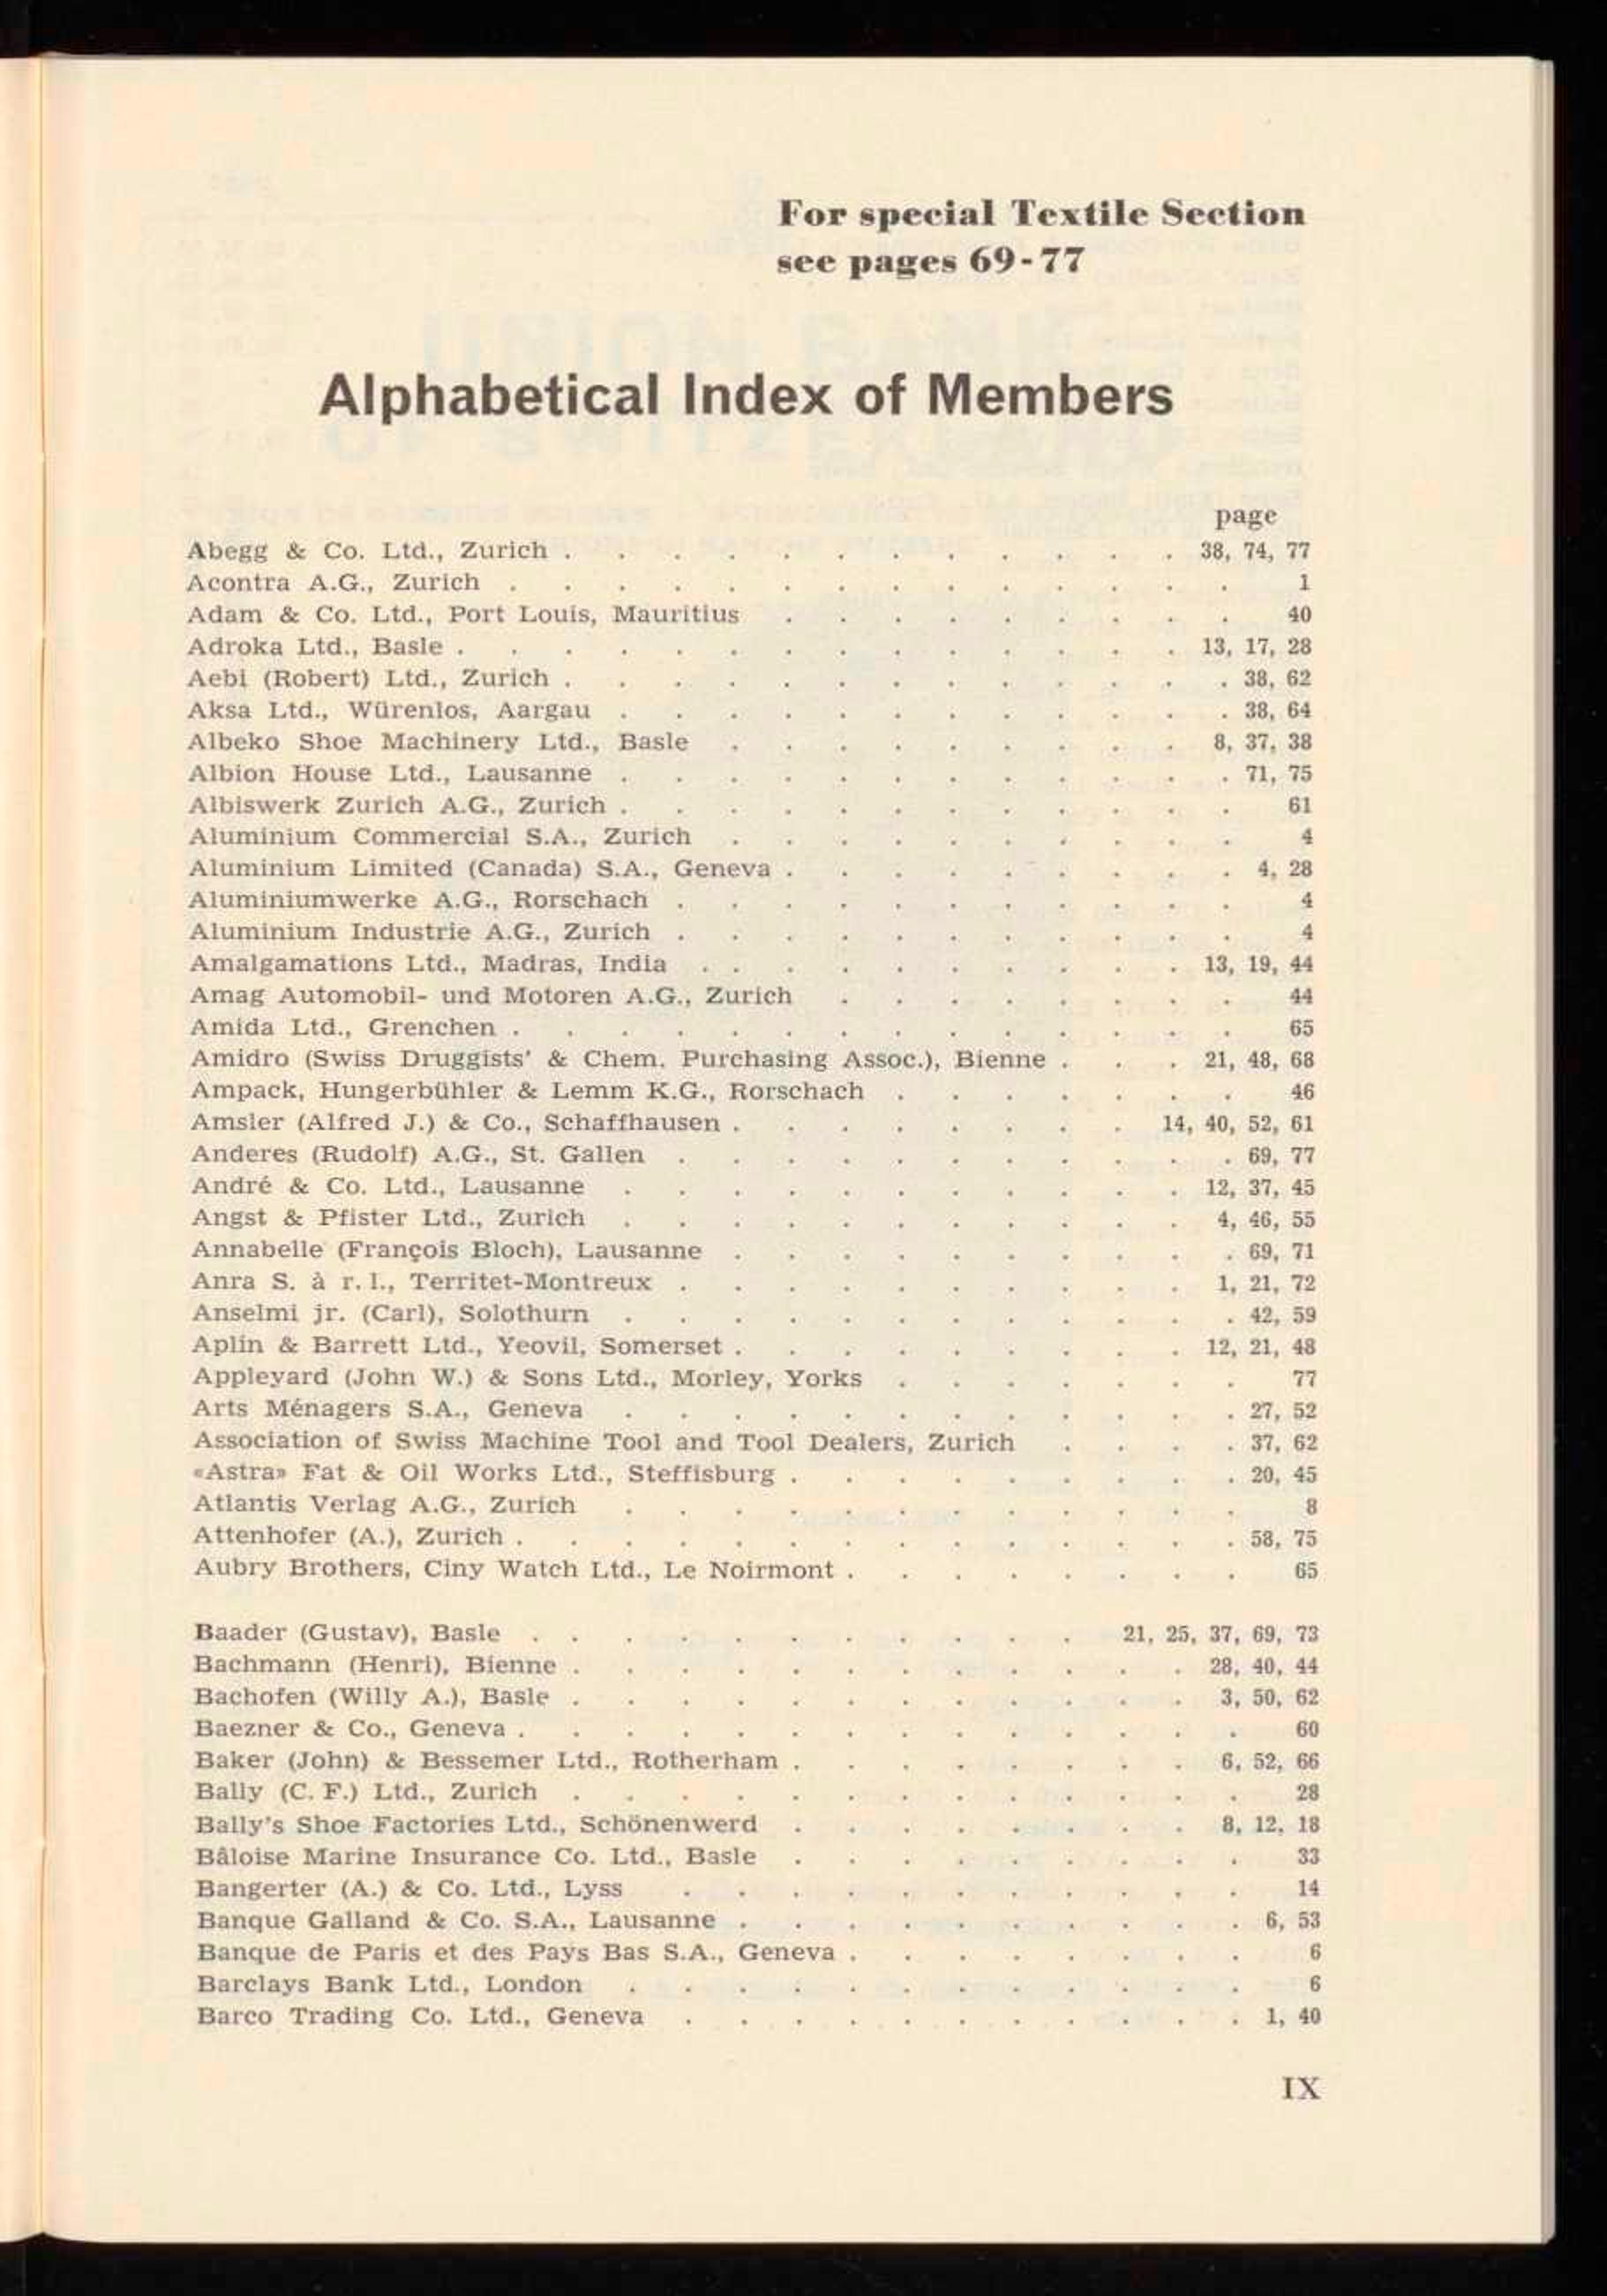 For special Textile Section
see pages 69-77
Alphabetical Index of Members
page
Abegg & Co. Ltd., Zurich . . . . . . . . . . . . 38, 74, 77
Acontra A.G., Zurich . . . . . . . . . . . . . . 1
Adam & Co. Ltd., Port Louis, Mauritius . . . . . . . . . 40
Adroka Ltd., Basle . . . . . . . . . . . . . . 13, 17, 28
Aebi (Robert) Ltd., Zurich . . . . . . . . . . . . . 38, 62
Aksa Ltd., Würenlos, Aargau . . . . . . . . . . . . 38, 64
Albeko Shoe Machinery Ltd., Basle . . . . . . . . . 8, 37, 38
Albion House Ltd., Lausanne . . . . . . . . . . . . 71, 75
Albiswerk Zurich A.G., Zurich . . . . . . . . . . . . 61
Aluminium Commercial S.A., Zurich . . . . . . . . . . 4
Aluminium Limited (Canada) S.A., Geneva . . . . . . . . . 4, 28
Aluminiumwerke A.G., Rorschach . . . . . . . . . . . 4
Aluminium Industrie A.G., Zurich . . . . . . . . . . . 4
Amalgamations Ltd., Madras, India . . . . . . . . . . 13, 19, 44
Amag Automobil- und Motoren A.G., Zurich . . . . . . . . 44
Amida Ltd., Grenchen . . . . . . . . . . . . . . 65
Amidro (Swiss Druggists' & Chem. Purchasing Assoc.), Bienne . . . 21, 48, 68
Ampack, Hungerbühler & Lemm K.G., Rorschach . . . . . . . 46
Amsler (Alfred J.) & Co., Schaffhausen . . . . . . . . 14, 40, 52, 61
Anderes (Rudolf) A.G., St. Gallen . . . . . . . . . . . 69, 77
André & Co. Ltd., Lausanne . . . . . . . . . . . 12, 37, 45
Angst & Pfister Ltd., Zurich . . . . . . . . . . . 4, 46, 55
Annabelle (François Bloch), Lausanne . . . . . . . . . . 69, 71
Anra S. à r. l., Territet-Montreux . . . . . . . . . . 1, 21, 72
Anselmi jr. (Carl), Solothurn . . . . . . . . . . . . 42, 59
Aplin & Barrett Ltd., Yeovil, Somerset . . . . . . . . . 12, 21, 48
Appleyard (John W.) & Sons Ltd., Morley, Yorks . . . . . . . 77
Arts Ménagers S.A., Geneva . . . . . . . . . . . . 27, 52
Association of Swiss Machine Tool and Tool Dealers, Zurich . . . . 37, 62
«Astra» Fat & Oil Works Ltd., Steffisburg . . . . . . . . . 20, 45
Atlantis Verlag A.G., Zurich . . . . . . . . . . . . 8
Attenhofer (A.), Zurich . . . . . . . . . . . . . . 58, 75
Aubry Brothers, Ciny Watch Ltd., Le Noirmont . . . . . . . . 65
Baader (Gustav), Basle . . . . . . . . . . . 21, 25, 37, 69, 73
Bachmann (Henri), Bienne . . . . . . . . . . . . 28, 40, 44
Bachofen (Willy A.), Basle . . . . . . . . . . . . 3, 50, 62
Baezner & Co., Geneva . . . . . . . . . . . . . . 60
Baker (John) & Bessemer Ltd., Rotherham . . . . . . . . 6, 52, 66
Bally (C. F.) Ltd., Zurich . . . . . . . . . . . . . 28
Bally's Shoe Factories Ltd., Schönenwerd . . . . . . . . 8, 12, 18
Bâloise Marine Insurance Co. Ltd., Basle . . . . . . . . . 33
Bangerter (A.) & Co. Ltd., Lyss . . . . . . . . . . . 14
Banque Galland & Co. S.A., Lausanne . . . . . . . . . . 6, 53
Banque de Paris et des Pays Bas S.A., Geneva . . . . . . . . 6
Barclays Bank Ltd., London . . . . . . . . . . . . 6
Barco Trading Co. Ltd., Geneva . . . . . . . . . . . 1, 40
IX